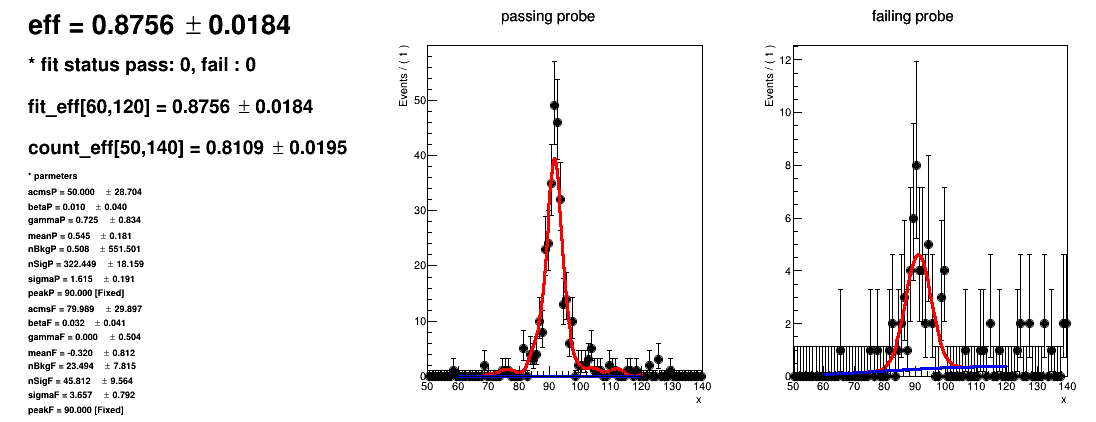 eff = 0.8756 ± 0.0184
* fit status pass: 0, fail : 0
fit_eff[60,120] = 0.8756 ± 0.0184
count_eff[50,140] = 0.8109 ± 0.0195
* parmeters
acmsP = 50.000 ± 28.704
betaP = 0.010 ± 0.040
gammaP = 0.725 ± 0.834
meanP = 0.545 ± 0.181
nBkgP = 0.508 ± 551.501
nSigP = 322.449 ± 18.159
sigmaP = 1.615 ± 0.191
peakP = 90.000 [Fixed]
acmsF = 79.989 ± 29.897
betaF = 0.032 ± 0.041
gammaF = 0.000 ± 0.504
meanF = -0.320 ± 0.812
nBkgF = 23.494 ± 7.815
nSigF = 45.812 ± 9.564
sigmaF = 3.657 ± 0.792
peakF = 90.000 [Fixed]
passing probe
Events / ( 1 )
50
40
30
20
10
0
50 60 70 80 90 100 110 120 130 140
x
failing probe
Events / ( 1 )
12
10
8
6
4
2
0
50 60 70 80 90 100 110 120 130 140
x